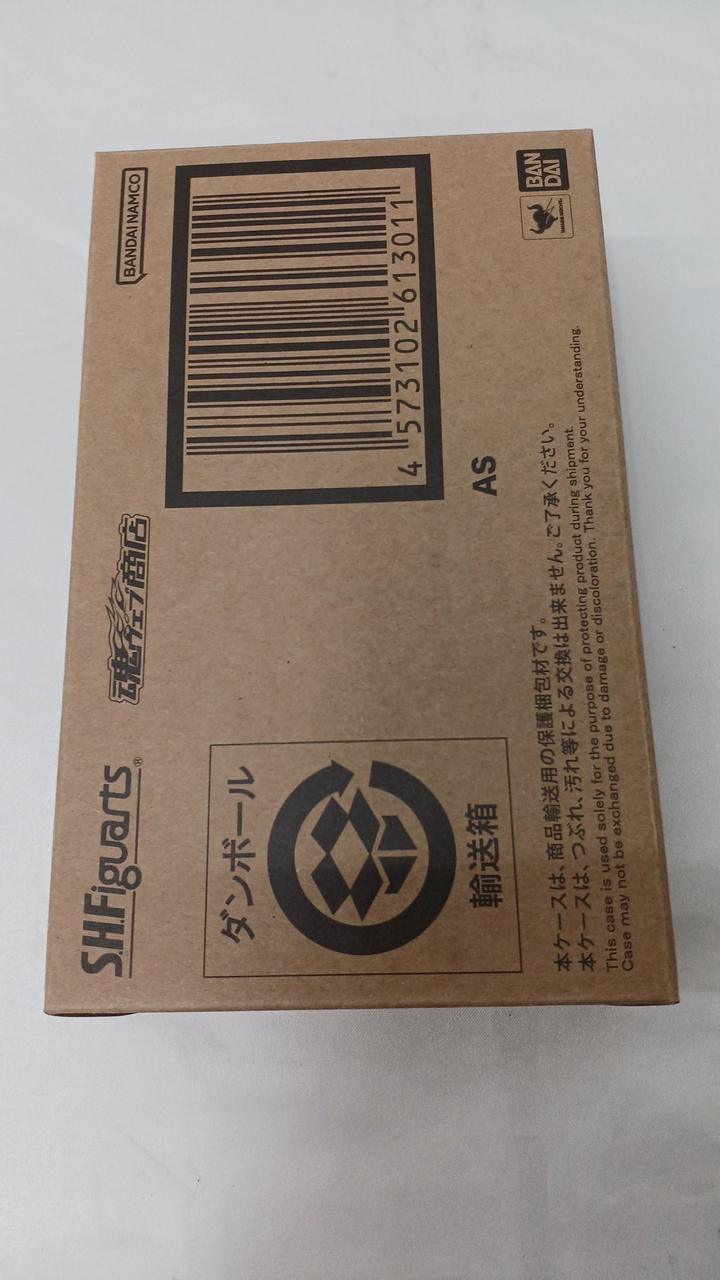 S.H.Figuarts®
魂ウェブ商店
BANDAI NAMCO
4 573102 613011
AS
ダンボール
輸送箱
BAN
DAI
本ケースは、商品輸送用の保護梱包材です。
本ケースは、つぶれ、汚れ等による交換は出来ません。ご了承ください。
This case is used solely for the purpose of protecting product during shipment.
Case may not be exchanged due to damage or discoloration. Thank you for your understanding.